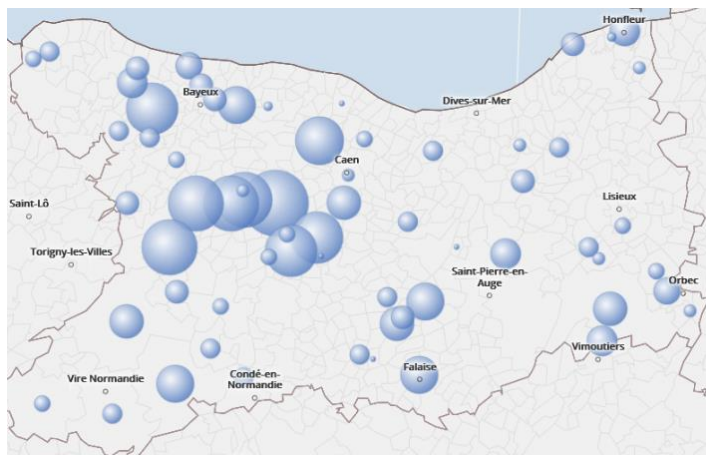 Honfleur
Bayeux
Dives-sur-Mer
Caen
Saint-Lô
Lisieux
Torigny-les-Villes
Saint-Pierre-en-
Auge
Orbec
Vimoutiers
Falaise
Vire Normandie
Condé-en-
Normandie